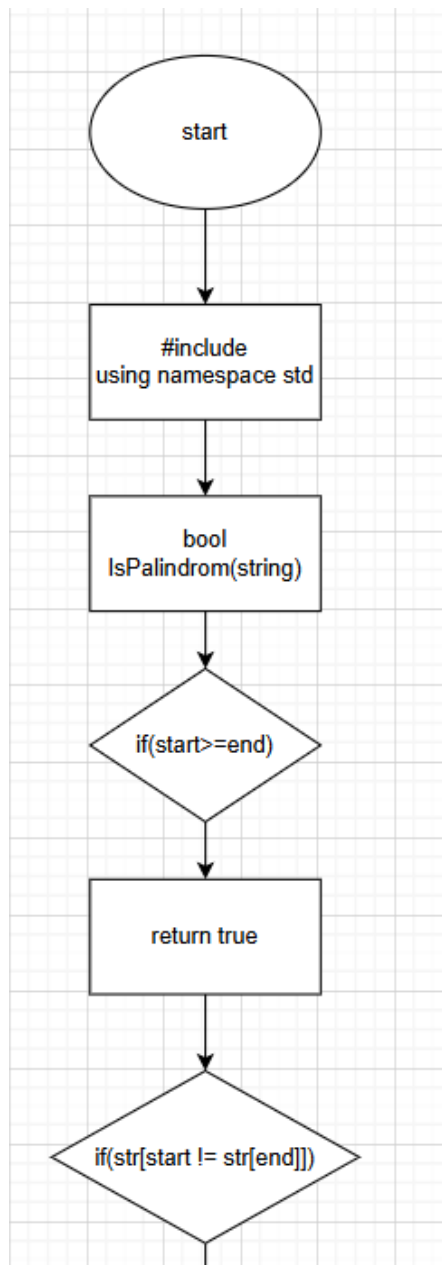 start
#include
using namespace std
bool
IsPalindrom(string)
if(start>=end)
return true
if(str[start != str[end]])